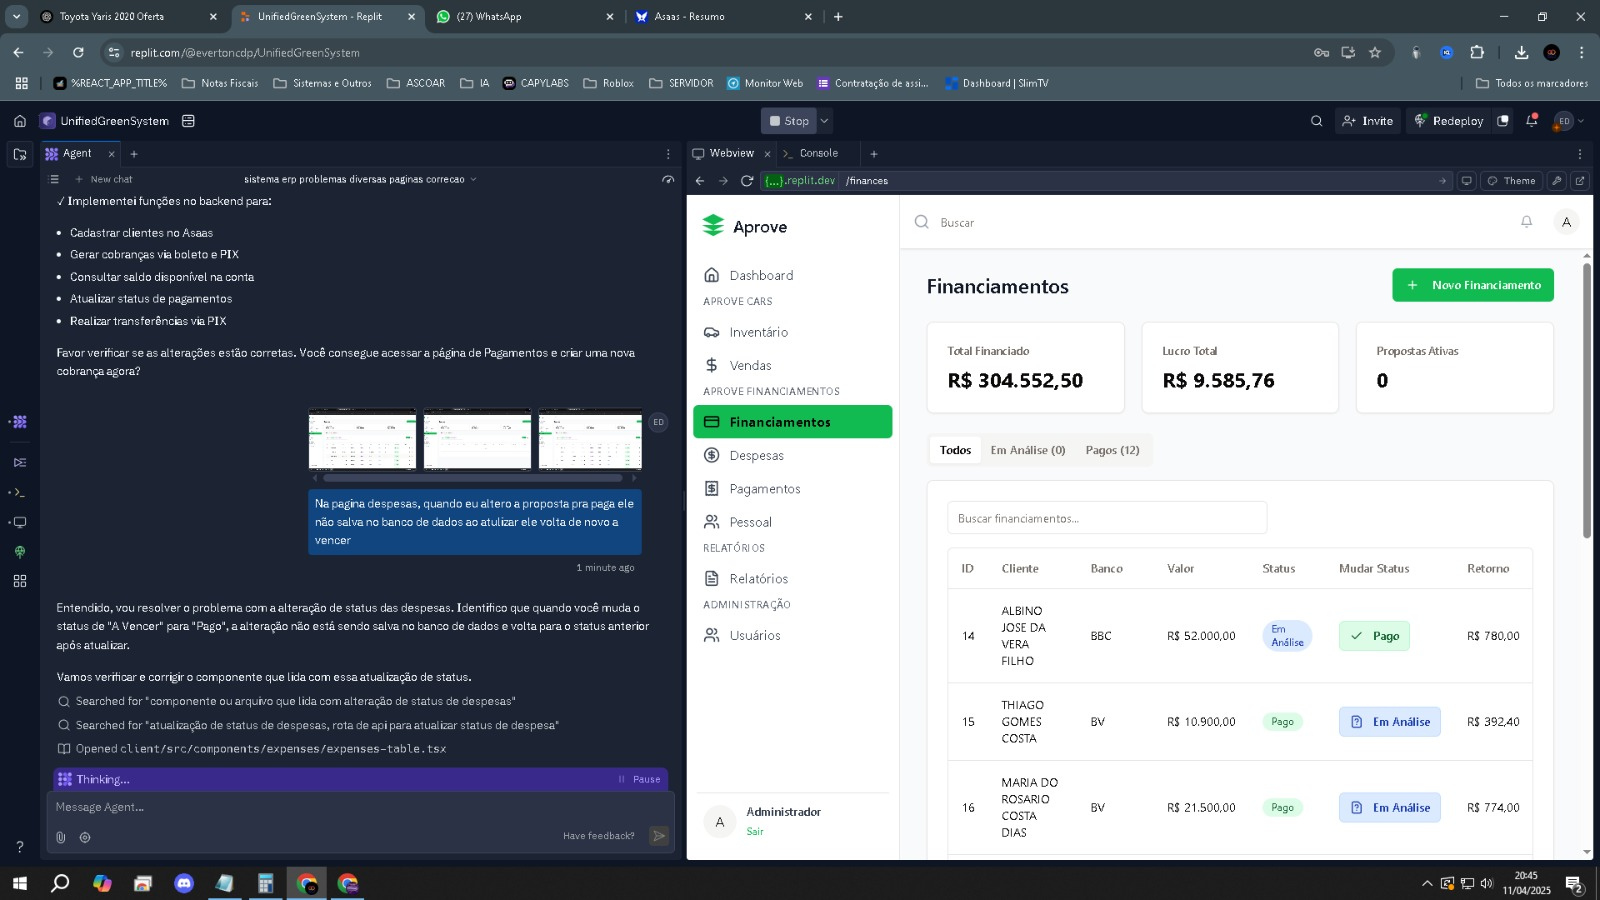 Toyota Yaris 2020 Oferta
UnifiedGreenSystem - Replit
(27) WhatsApp
Asaas - Resumo
replit.com/@evertoncdp/UnifiedGreenSystem
%REACT_APP_TITLE%
Notas Fiscais
Sistemas e Outros
ASCOAR
IA
CAPYLABS
Roblox
SERVIDOR
Monitor Web
Contratação de assi...
Dashboard | SlimTV
Todos os marcadores
UnifiedGreenSystem
Stop
Invite
Redeploy
ED
Agent
New chat
sistema erp problemas diversas paginas correcao
✓ Implementei funções no backend para:
• Cadastrar clientes no Asaas
• Gerar cobranças via boleto e PIX
• Consultar saldo disponível na conta
• Atualizar status de pagamentos
• Realizar transferências via PIX
Favor verificar se as alterações estão corretas. Você consegue acessar a página de Pagamentos e criar uma nova
cobrança agora?
ED
Na pagina despesas, quando eu altero a proposta pra paga ele
não salva no banco de dados ao atulizar ele volta de novo a
vencer
1 minute ago
Entendido, vou resolver o problema com a alteração de status das despesas. Identifico que quando você muda o
status de "A Vencer" para "Pago", a alteração não está sendo salva no banco de dados e volta para o status anterior
após atualizar.
Vamos verificar e corrigir o componente que lida com essa atualização de status.
Searched for "componente ou arquivo que lida com alteração de status de despesas"
Searched for "atualização de status de despesas, rota de api para atualizar status de despesa"
Opened client/src/components/expenses/expenses-table.tsx
Thinking...
Pause
Message Agent...
Have feedback?
Webview
Console
{...}.replit.dev /finances
Theme
Aprove
Dashboard
APROVE CARS
Inventário
Vendas
APROVE FINANCIAMENTOS
Financiamentos
Despesas
Pagamentos
Pessoal
RELATÓRIOS
Relatórios
ADMINISTRAÇÃO
Usuários
A
Administrador
Sair
Buscar
A
Financiamentos
+ Novo Financiamento
Total Financiado
R$ 304.552,50
Lucro Total
R$ 9.585,76
Propostas Ativas
0
Todos
Em Análise (0)
Pagos (12)
Buscar financiamentos...
ID Cliente Banco Valor Status Mudar Status Retorno
14 ALBINO JOSE DA VERA FILHO BBC R$ 52.000,00 Em Análise Pago R$ 780,00
15 THIAGO GOMES COSTA BV R$ 10.900,00 Pago Em Análise R$ 392,40
16 MARIA DO ROSARIO COSTA DIAS BV R$ 21.500,00 Pago Em Análise R$ 774,00
20:45
11/04/2025
2